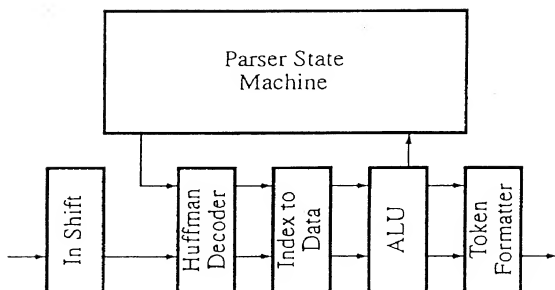 Parser State
Machine
In Shift
Huffman
Decoder
Index to
Data
ALU
Token
Formatter